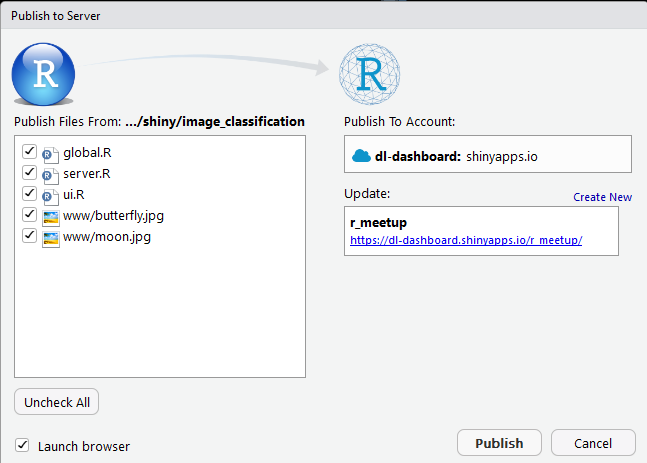 Publish to Server
R
R
Publish Files From: .../shiny/image_classification
global.R
server.R
ui.R
www/butterfly.jpg
www/moon.jpg
Uncheck All
Launch browser
Publish To Account:
dl-dashboard: shinyapps.io
Update:
Create New
r_meetup
https://dl-dashboard.shinyapps.io/r_meetup/
Publish
Cancel